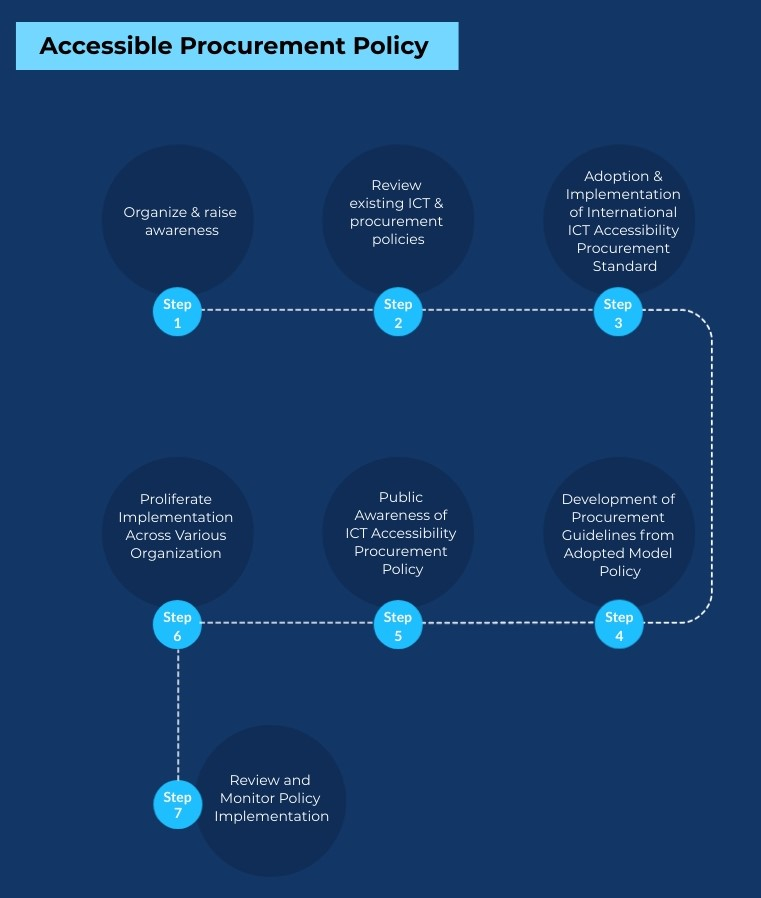 Accessible Procurement Policy
Organize & raise
awareness
Step
1
Review
existing ICT &
procurement
policies
Step
2
Adoption &
Implementation
of International
ICT Accessibility
Procurement
Standard
Step
3
Development of
Procurement
Guidelines from
Adopted Model
Policy
Step
4
Public
Awareness of
ICT Accessibility
Procurement
Policy
Step
5
Proliferate
Implementation
Across Various
Organization
Step
6
Review and
Monitor Policy
Implementation
Step
7